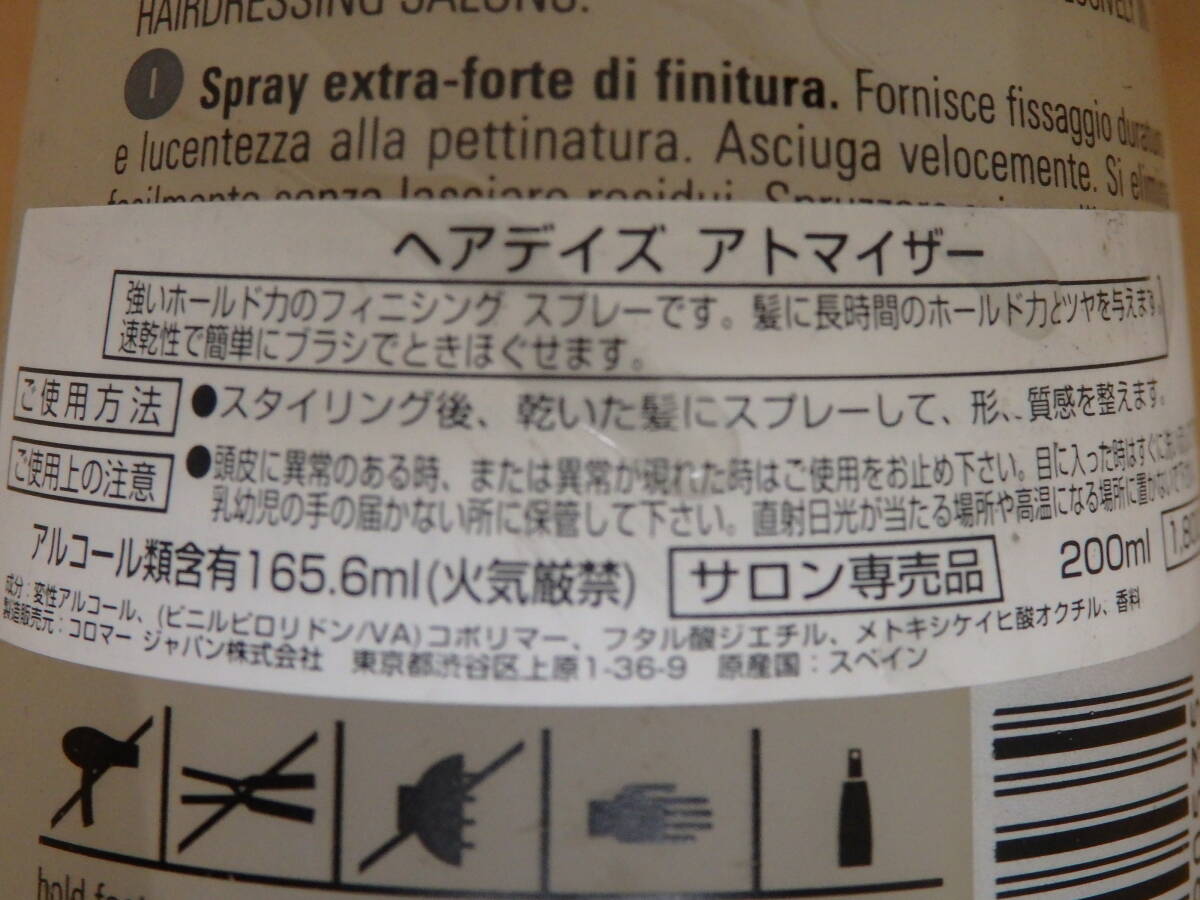 HAIRDRESSING SALONS.
I Spray extra-forte di finitura. Fornisce fissaggio
e lucentezza alla pettinatura. Asciuga velocemente. Si
facilmente senza lasciare residui. Spruzzare
ヘアデイズ アトマイザー
強いホールド力のフィニシング スプレーです。髪に長時間のホールド力とツヤを与えます。
速乾性で簡単にブラシでときほぐせます。
ご使用方法 ●スタイリング後、乾いた髪にスプレーして、形、質感を整えます。
ご使用上の注意 ●頭皮に異常のある時、または異常が現れた時はご使用をお止め下さい。目に入った時はすぐに
乳幼児の手の届かない所に保管して下さい。直射日光が当たる場所や高温になる場所に置かないで
アルコール類含有165.6ml(火気厳禁) サロン専売品 200ml
成分：変性アルコール、(ビニルピロリドン/VA)コポリマー、フタル酸ジエチル、メトキシケイヒ酸オクチル、香料
製造販売元：コロマー ジャパン株式会社 東京都渋谷区上原1-36-9 原産国：スペイン
hold